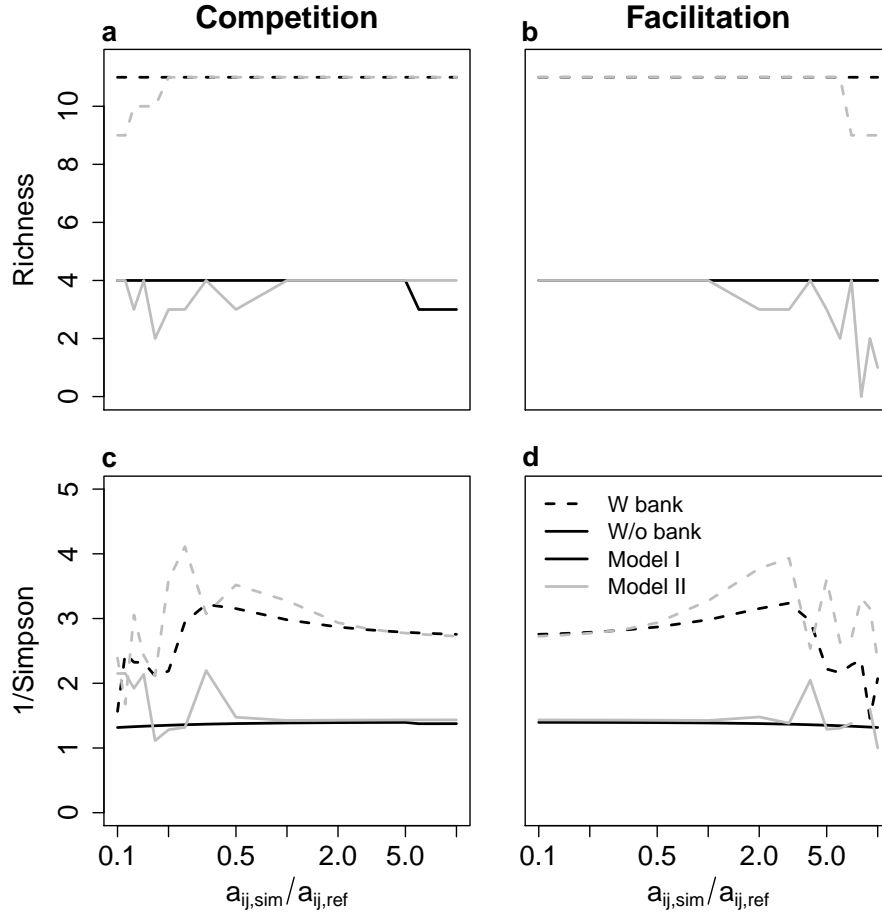 Competition
Facilitation
a
b
Richness
0
2
4
6
8
10
c
d
1/Simpson
0
1
2
3
4
5
W bank
W/o bank
Model I
Model II
0.1
0.5
2.0
5.0
0.1
0.5
2.0
5.0
a_ij,sim/a_ij,ref
a_ij,sim/a_ij,ref